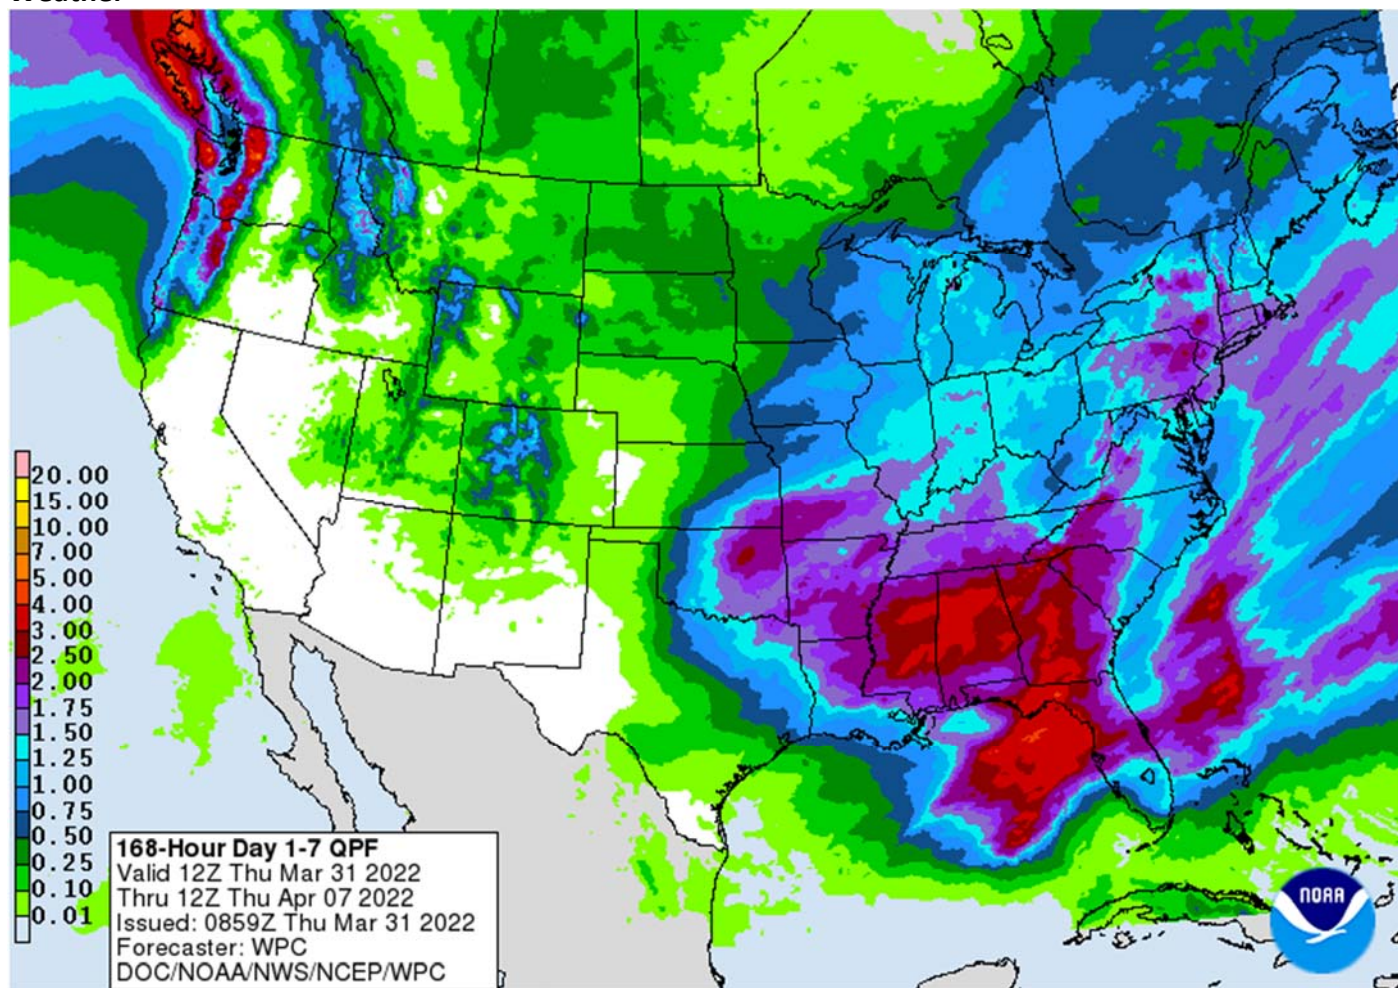 Weather
20.00
15.00
10.00
7.00
5.00
4.00
3.00
2.50
2.00
1.75
1.50
1.25
1.00
0.75
0.50
0.25
0.10
0.01
168-Hour Day 1-7 QPF
Valid 12Z Thu Mar 31 2022
Thru 12Z Thu Apr 07 2022
Issued: 0859Z Thu Mar 31 2022
Forecaster: WPC
DOC/NOAA/NWS/NCEP/WPC
NOAA